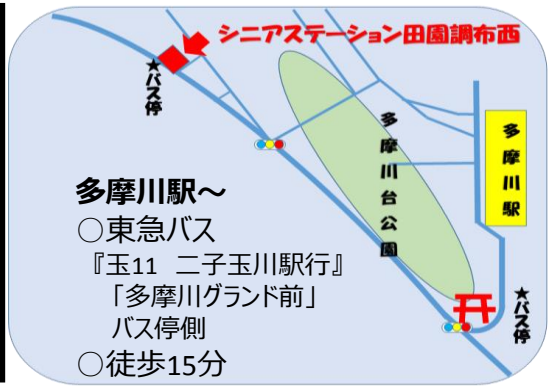 シニアステーション田園調布西
★バス停
多摩川台公園
多摩川駅
多摩川駅～
○東急バス
『玉11 二子玉川駅行』
「多摩川グランド前」
バス停側
○徒歩15分
★バス停